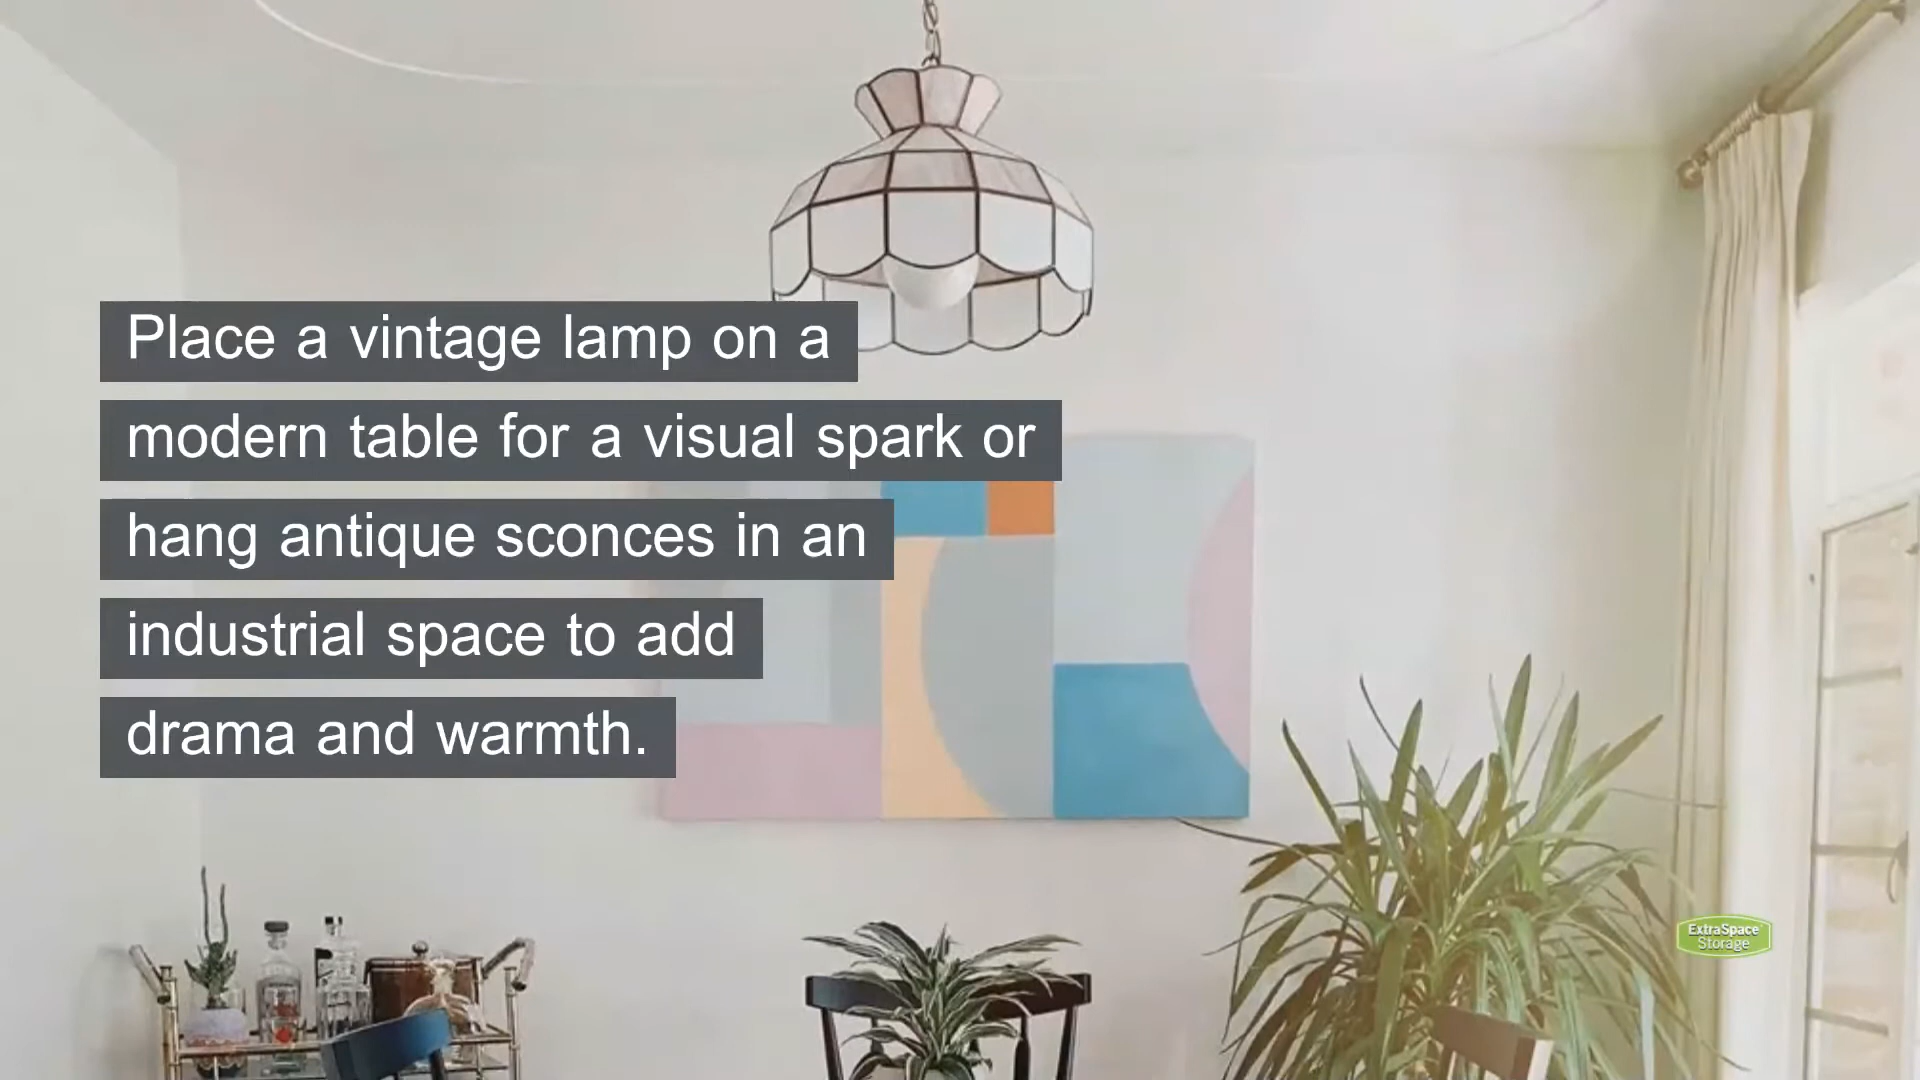 Place a vintage lamp on a
modern table for a visual spark or
hang antique sconces in an
industrial space to add
drama and warmth.
ExtraSpace
Storage